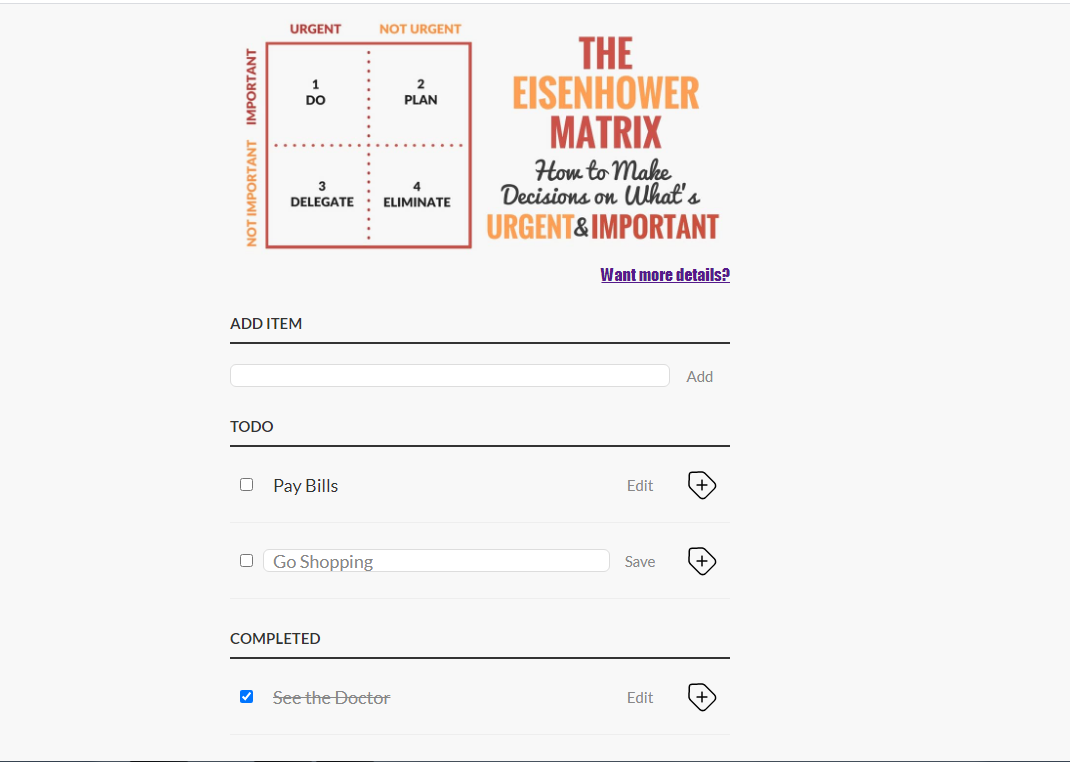 URGENT NOT URGENT
IMPORTANT
NOT IMPORTANT
1
DO
2
PLAN
3
DELEGATE
4
ELIMINATE
THE
EISENHOWER
MATRIX
How to Make
Decisions on What's
URGENT&IMPORTANT
Want more details?
ADD ITEM
Add
TODO
Pay Bills Edit
Go Shopping Save
COMPLETED
See the Doctor Edit